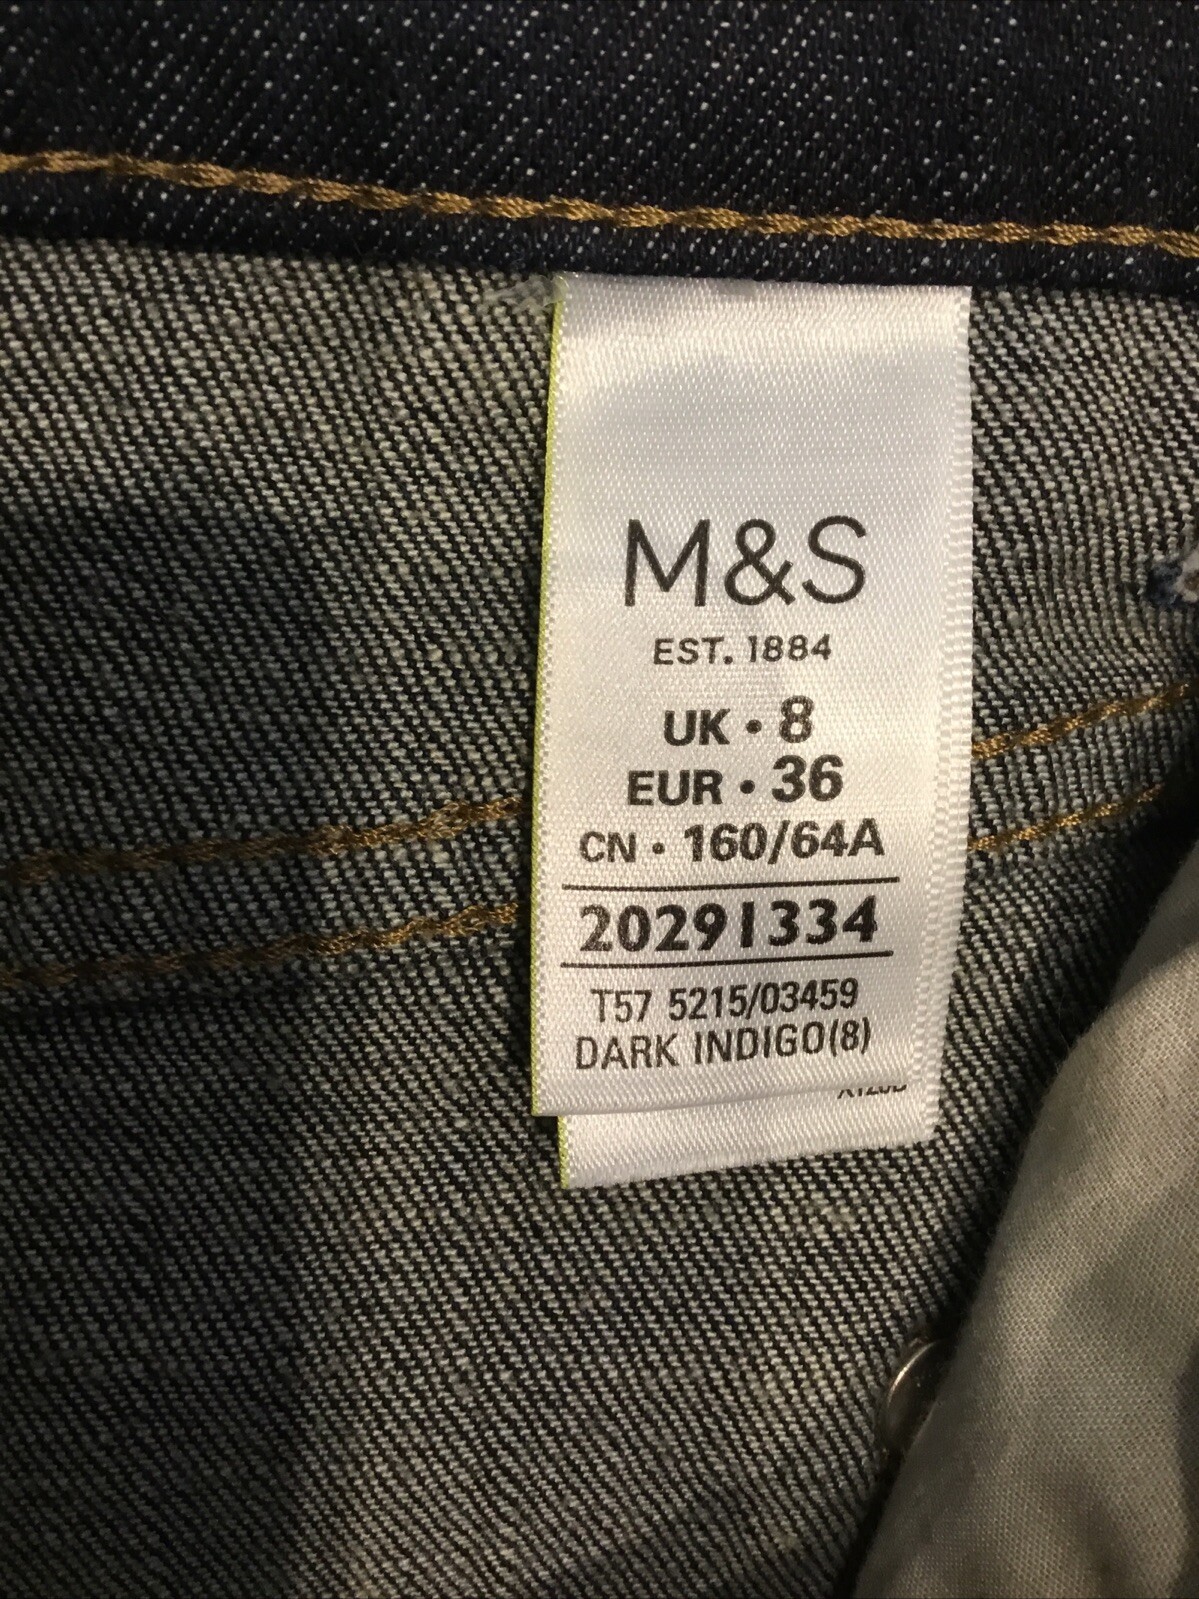 M&S
EST. 1884
UK • 8
EUR • 36
CN • 160/64A
20291334
T57 5215/03459
DARK INDIGO(8)